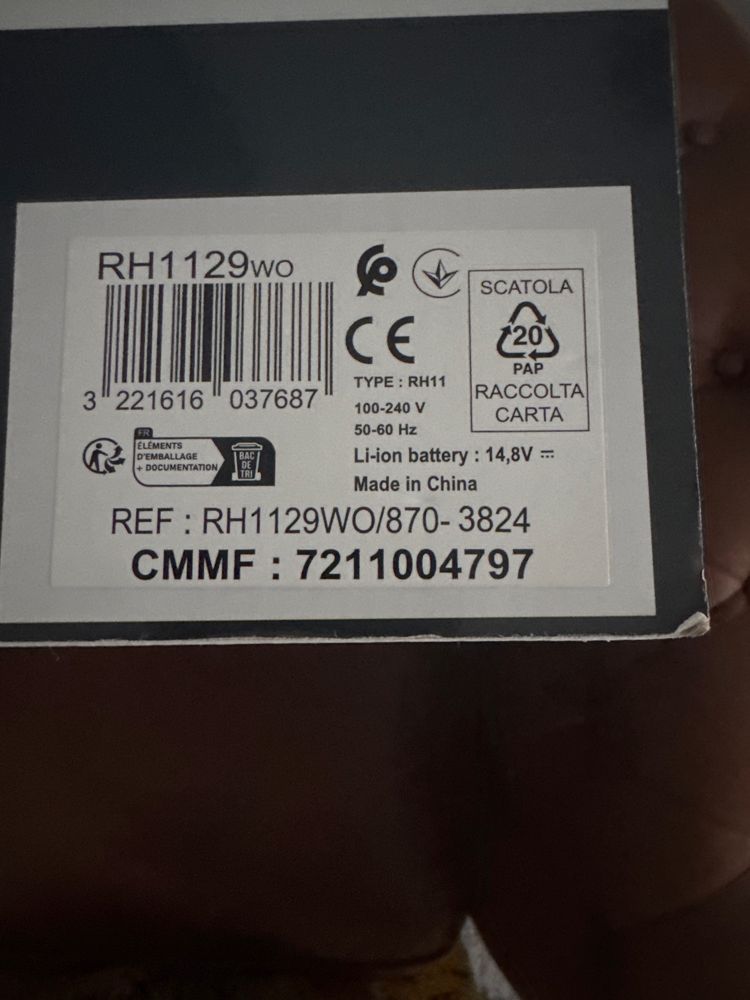 RH1129WO
3 221616 037687
FR
ÉLÉMENTS
D'EMBALLAGE
+ DOCUMENTATION
BAC
DE
TRI
CE
TYPE : RH11
100-240 V
50-60 Hz
Li-ion battery : 14,8V
Made in China
SCATOLA
20
PAP
RACCOLTA
CARTA
REF : RH1129WO/870- 3824
CMMF : 7211004797